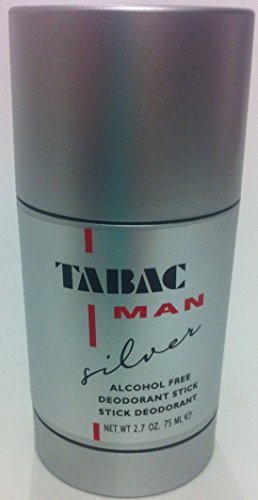 TABAC
MAN
silver
ALCOHOL FREE
DEODORANT STICK
STICK DEODORANT
NET.WT 2.7 OZ. 75 ML ℮